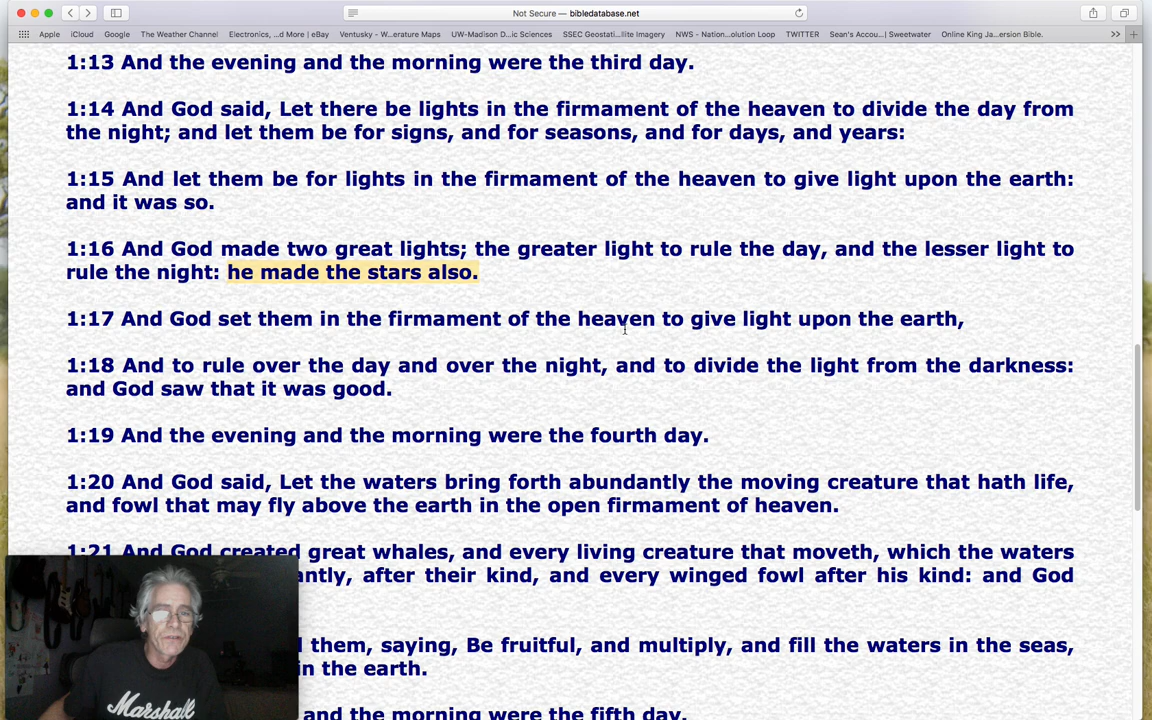 Not Secure — bibledatabase.net
Apple iCloud Google The Weather Channel Electronics, ...d More | eBay Ventusky - W...erature Maps UW-Madison D...ic Sciences SSEC Geostati...llite Imagery NWS - Nation...olution Loop TWITTER Sean's Accou...| Sweetwater Online King Ja...ersion Bible.
1:13 And the evening and the morning were the third day.
1:14 And God said, Let there be lights in the firmament of the heaven to divide the day from
the night; and let them be for signs, and for seasons, and for days, and years:
1:15 And let them be for lights in the firmament of the heaven to give light upon the earth:
and it was so.
1:16 And God made two great lights; the greater light to rule the day, and the lesser light to
rule the night: he made the stars also.
1:17 And God set them in the firmament of the heaven to give light upon the earth,
1:18 And to rule over the day and over the night, and to divide the light from the darkness:
and God saw that it was good.
1:19 And the evening and the morning were the fourth day.
1:20 And God said, Let the waters bring forth abundantly the moving creature that hath life,
and fowl that may fly above the earth in the open firmament of heaven.
1:21 And God created great whales, and every living creature that moveth, which the waters
antly, after their kind, and every winged fowl after his kind: and God
them, saying, Be fruitful, and multiply, and fill the waters in the seas,
in the earth.
and the morning were the fifth day.
Marshall